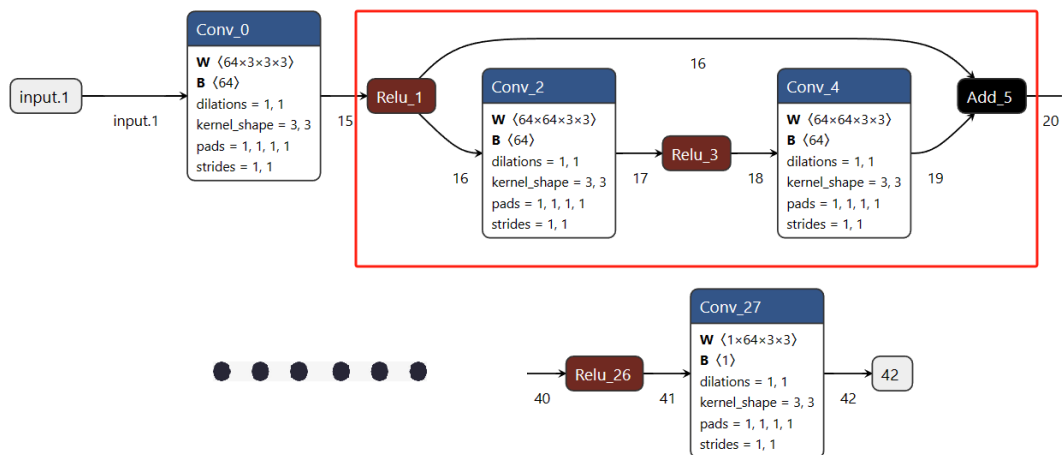 Conv_0
W 〈64×3×3×3〉
B 〈64〉
dilations = 1, 1
kernel_shape = 3, 3
pads = 1, 1, 1, 1
strides = 1, 1
input.1
input.1
15
Relu_1
16
16
Conv_2
W 〈64×64×3×3〉
B 〈64〉
dilations = 1, 1
kernel_shape = 3, 3
pads = 1, 1, 1, 1
strides = 1, 1
17
Relu_3
18
Conv_4
W 〈64×64×3×3〉
B 〈64〉
dilations = 1, 1
kernel_shape = 3, 3
pads = 1, 1, 1, 1
strides = 1, 1
19
Add_5
20
40
Relu_26
41
Conv_27
W 〈1×64×3×3〉
B 〈1〉
dilations = 1, 1
kernel_shape = 3, 3
pads = 1, 1, 1, 1
strides = 1, 1
42
42